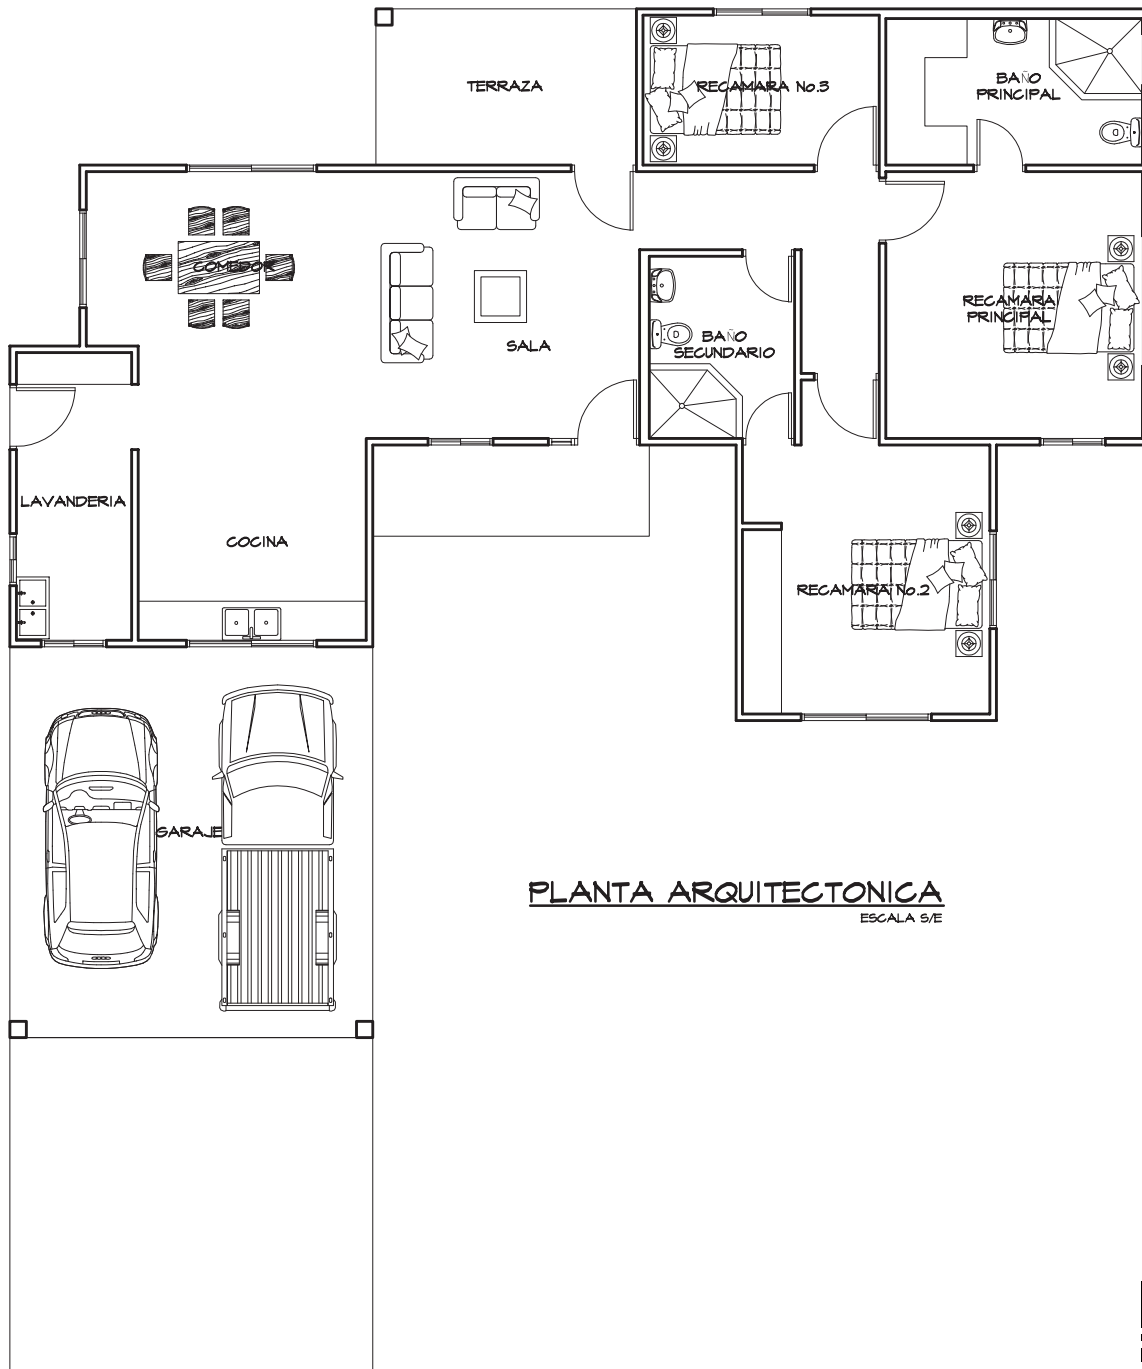 TERRAZA
RECAMARA No.3
BAÑO
PRINCIPAL
COMEDOR
SALA
BAÑO
SECUNDARIO
RECAMARA
PRINCIPAL
LAVANDERIA
COCINA
RECAMARA No.2
GARAJE
PLANTA ARQUITECTONICA
ESCALA S/E